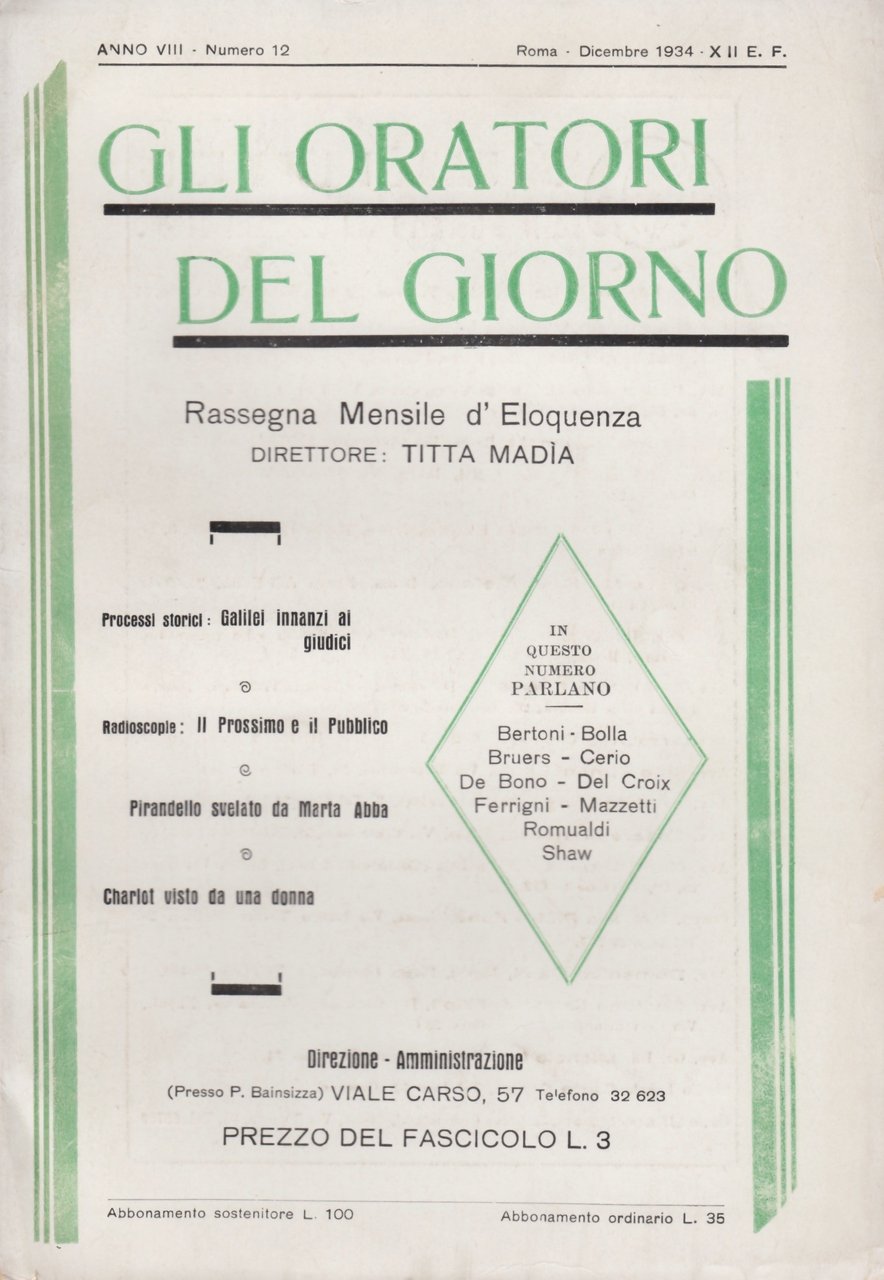 ANNO VIII - Numero 12
Roma - Dicembre 1934 - XII E. F.
GLI ORATORI
DEL GIORNO
Rassegna Mensile d' Eloquenza
DIRETTORE: TITTA MADÌA
Processi storici: Galilei innanzi ai
giudici
Radioscopie: Il Prossimo e il Pubblico
Pirandello svelato da Marta Abba
Charlot visto da una donna
IN
QUESTO
NUMERO
PARLANO
Bertoni - Bolla
Bruers - Cerio
De Bono - Del Croix
Ferrigni - Mazzetti
Romualdi
Shaw
Direzione - Amministrazione
(Presso P. Bainsizza) VIALE CARSO, 57 Telefono 32 623
PREZZO DEL FASCICOLO L. 3
Abbonamento sostenitore L. 100
Abbonamento ordinario L. 35